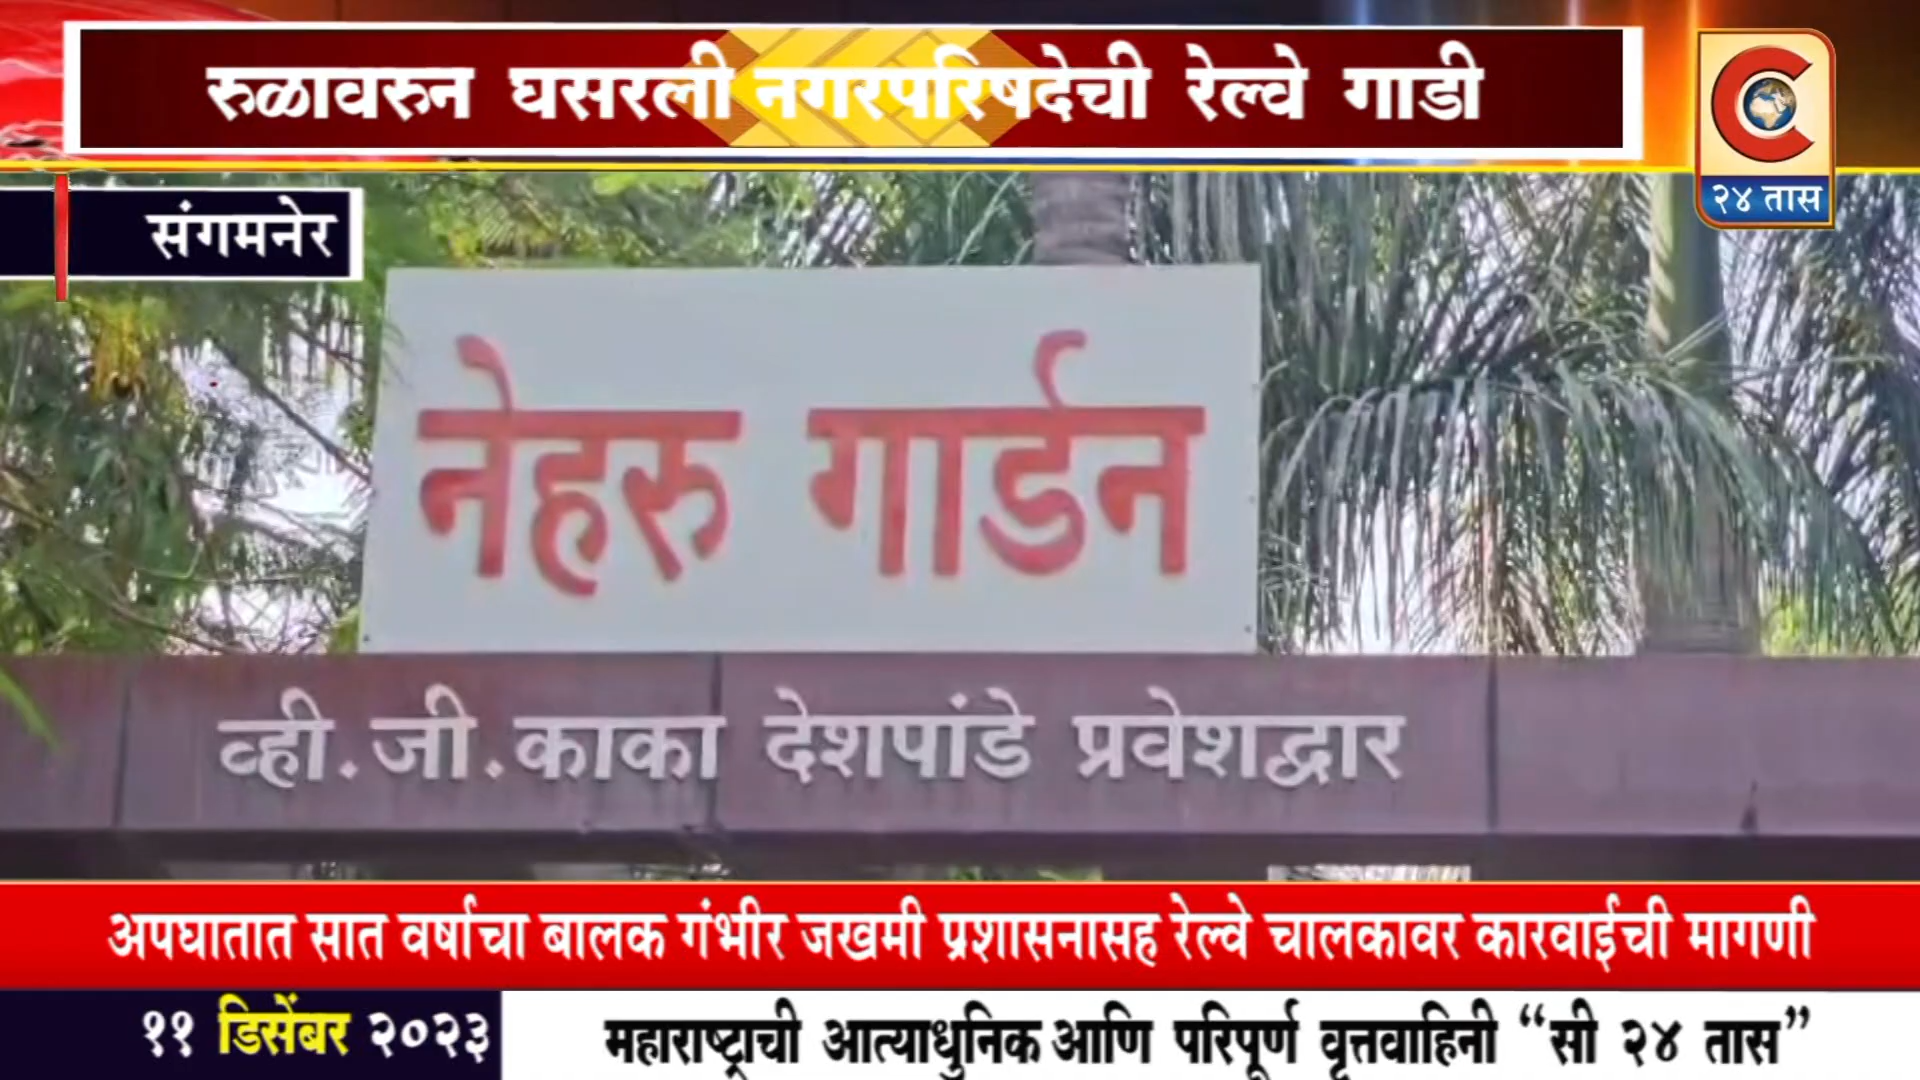 रुळावरुन घसरली नगरपरिषदेची रेल्वे गाडी
२४ तास
संगमनेर
नेहरु गार्डन
व्ही.जी.काका देशपांडे प्रवेशद्वार
अपघातात सात वर्षाचा बालक गंभीर जखमी प्रशासनासह रेल्वे चालकावर कारवाईची मागणी
११ डिसेंबर २०२३
महाराष्ट्राची आत्याधुनिक आणि परिपूर्ण वृत्तवाहिनी “सी २४ तास”